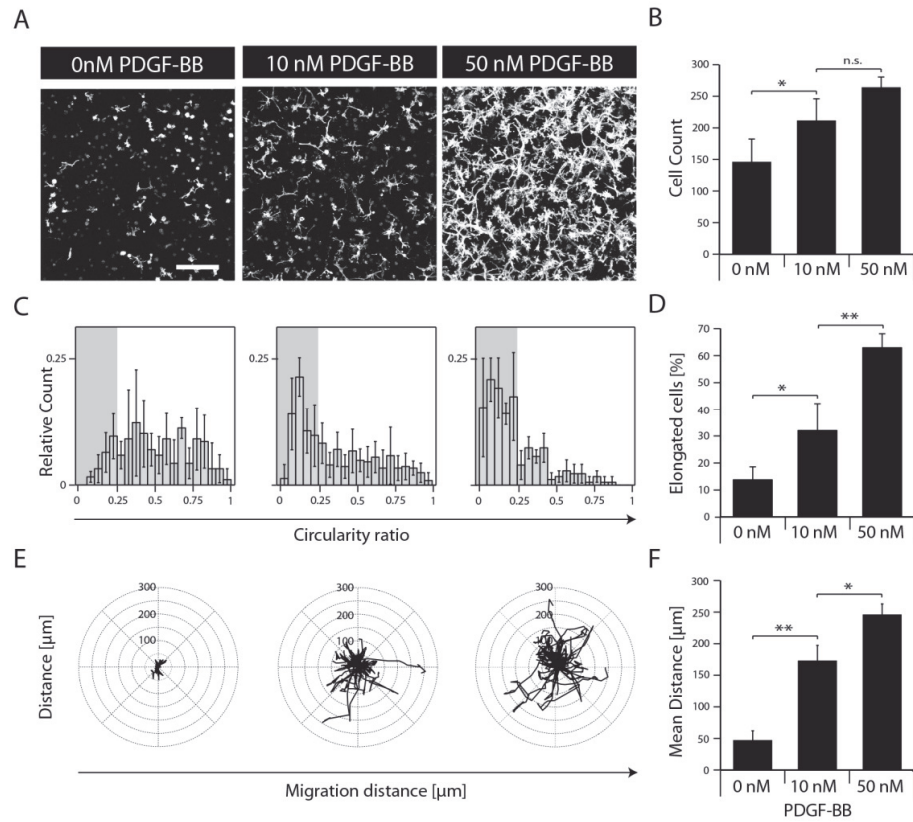 A
0nM PDGF-BB
10 nM PDGF-BB
50 nM PDGF-BB
B
Cell Count
300
250
200
150
100
50
0
*
n.s.
0 nM
10 nM
50 nM
C
Relative Count
0.25
0
0.25
0.25
0 0.25 0.5 0.75 1
0 0.25 0.5 0.75 1
0 0.25 0.5 0.75 1
Circularity ratio
D
Elongated cells [%]
70
60
50
40
30
20
10
0
*
**
0 nM
10 nM
50 nM
E
Distance [μm]
300
200
100
300
200
100
300
200
100
Migration distance [μm]
F
Mean Distance [μm]
300
250
200
150
100
50
0
**
*
0 nM
10 nM
50 nM
PDGF-BB